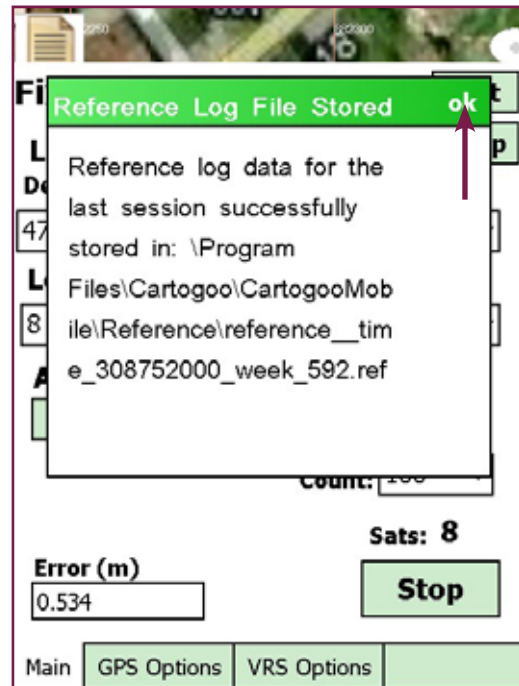 Reference Log File Stored ok
Reference log data for the
last session successfully
stored in: \Program
Files\Cartogoo\CartogooMob
ile\Reference\reference__tim
e_308752000_week_592.ref
Count:
Sats: 8
Error (m)
0.534
Stop
Main GPS Options VRS Options